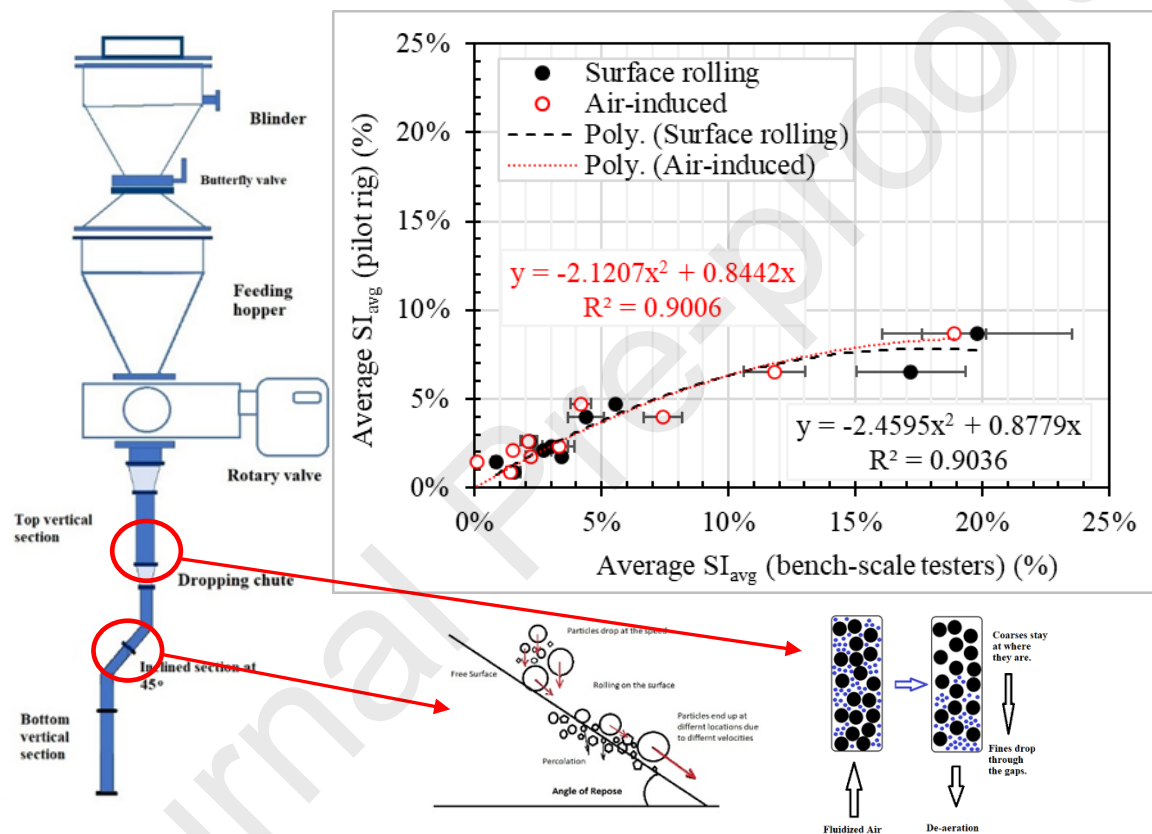 Blinder
Butterfly valve
Feeding
hopper
Rotary valve
Top vertical
section
Dropping chute
Inclined section at
45°
Bottom
vertical
section
25%
20%
15%
10%
5%
0%
Average SIavg (pilot rig) (%)
Surface rolling
Air-induced
Poly. (Surface rolling)
Poly. (Air-induced)
y = -2.1207x² + 0.8442x
R² = 0.9006
y = -2.4595x² + 0.8779x
R² = 0.9036
0% 5% 10% 15% 20% 25%
Average SIavg (bench-scale testers) (%)
Particles drop at the speed
Free Surface
Rolling on the surface
Particles end up at
differnt locations due
to differnt velocities
Percolation
Angle of Repose
Coarses stay
at where
they are.
Fines drop
through
the gaps.
Fluidized Air
De-aeration
Journal Pre-proof